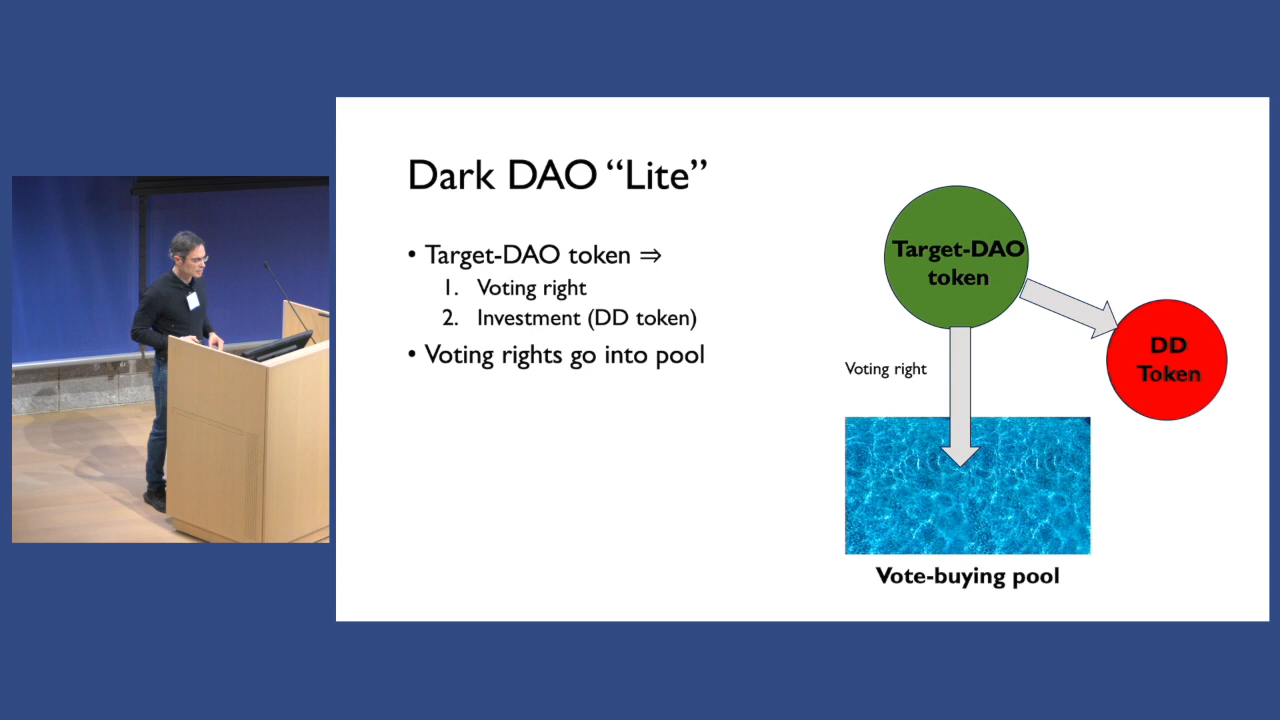 Dark DAO “Lite”
• Target-DAO token ⇒
1. Voting right
2. Investment (DD token)
• Voting rights go into pool
Target-DAO
token
DD
Token
Voting right
Vote-buying pool